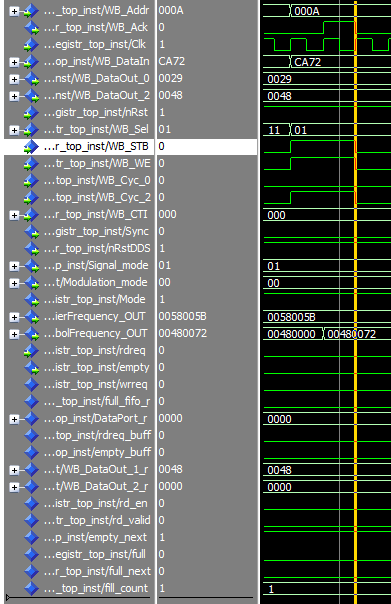 ..._top_inst/WB_Addr 000A 000A
...r_top_inst/WB_Ack 0
...egistr_top_inst/Clk 1
...op_inst/WB_DataIn CA72 CA72
...nst/WB_DataOut_0 0029 0029
...nst/WB_DataOut_2 0048 0048
...gistr_top_inst/nRst 1
...tr_top_inst/WB_Sel 01 11 01
...r_top_inst/WB_STB 0
...tr_top_inst/WB_WE 0
...top_inst/WB_Cyc_0 0
...top_inst/WB_Cyc_2 0
...r_top_inst/WB_CTI 000 000
...gistr_top_inst/Sync 0
...r_top_inst/nRstDDS 1
...p_inst/Signal_mode 01 01
...t/Modulation_mode 00 00
...istr_top_inst/Mode 1
...ierFrequency_OUT 0058005B 0058005B
...bolFrequency_OUT 00480072 00480000 00480072
...istr_top_inst/rdreq 0
...istr_top_inst/empty 0
...istr_top_inst/wrreq 0
..._top_inst/full_fifo_r 0
...op_inst/DataPort_r 0000 0000
...top_inst/rdreq_buff 0
...op_inst/empty_buff 0
...t/WB_DataOut_1_r 0048 0048
...t/WB_DataOut_2_r 0000 0000
...istr_top_inst/rd_en 0
...tr_top_inst/rd_valid 0
...p_inst/empty_next 1
...egistr_top_inst/full 0
...r_top_inst/full_next 0
..._top_inst/fill_count 1 1